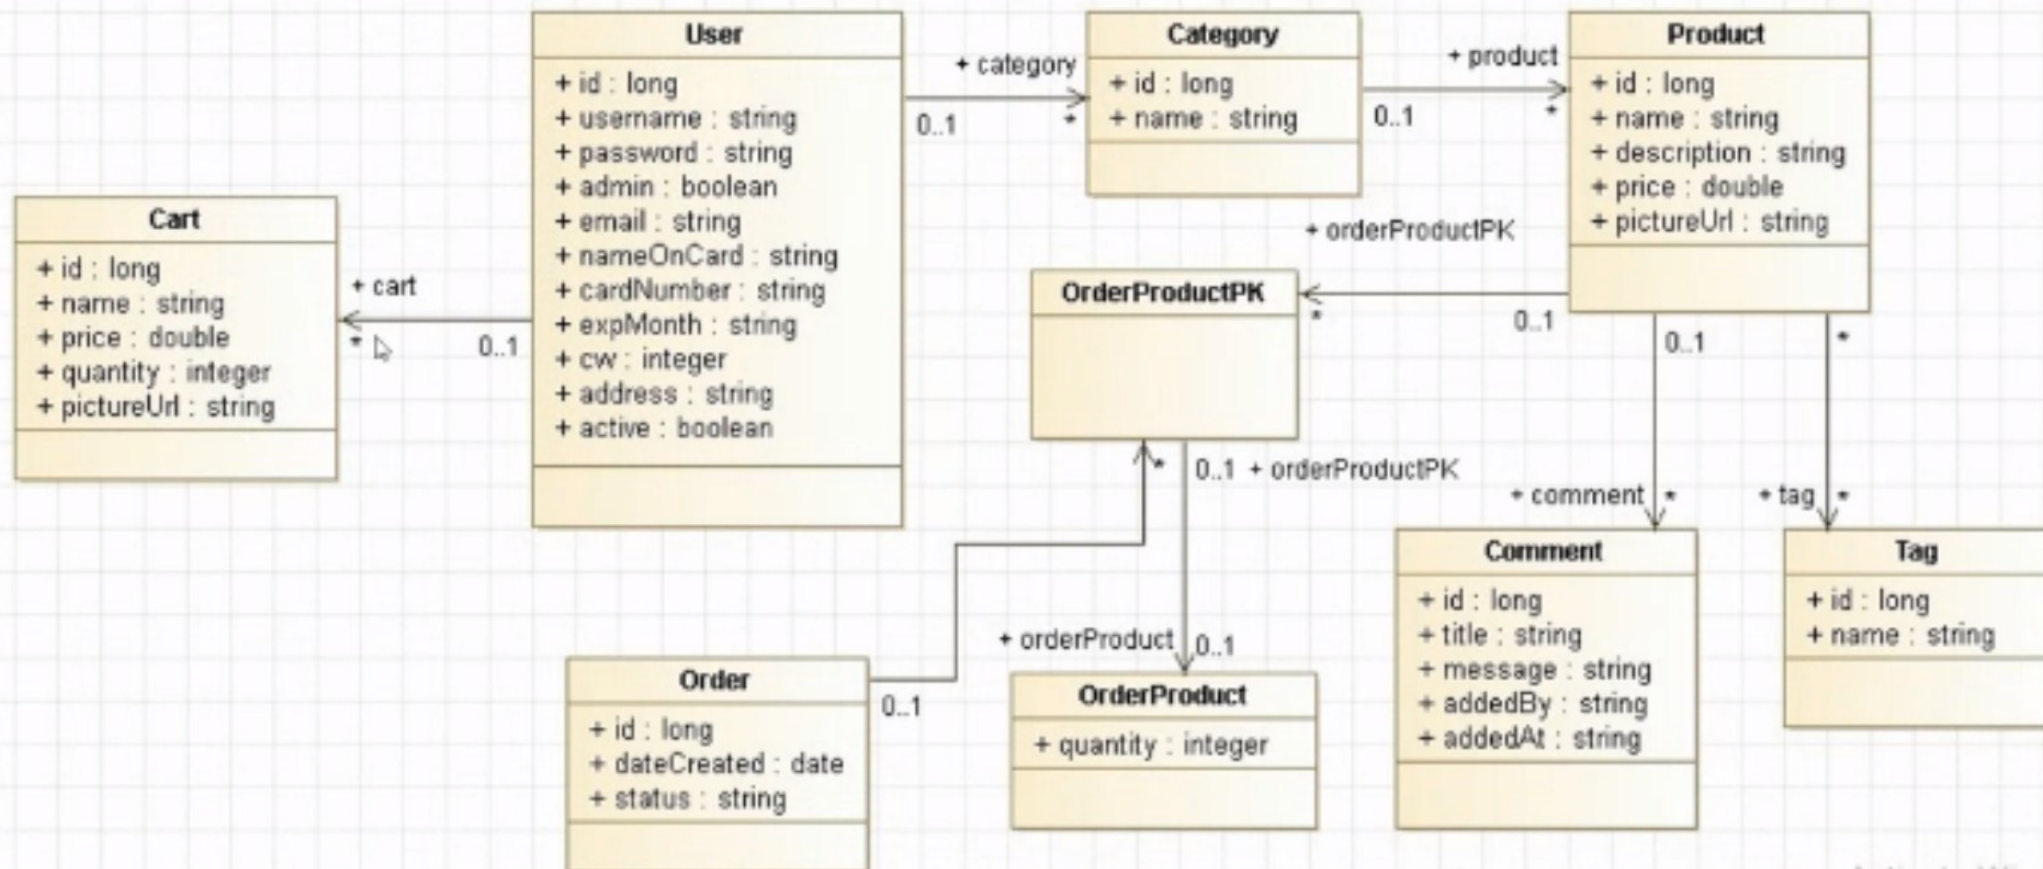 User
+ id : long
+ username : string
+ password : string
+ admin : boolean
+ email : string
+ nameOnCard : string
+ cardNumber : string
+ expMonth : string
+ cw : integer
+ address : string
+ active : boolean
+ category
0..1
*
Category
+ id : long
+ name : string
+ product
0..1
*
Product
+ id : long
+ name : string
+ description : string
+ price : double
+ pictureUrl : string
Cart
+ id : long
+ name : string
+ price : double
+ quantity : integer
+ pictureUrl : string
+ cart
*
0..1
+ orderProductPK
OrderProductPK
*
0..1
0..1
*
*
0..1 + orderProductPK
+ comment *
+ tag *
Comment
+ id : long
+ title : string
+ message : string
+ addedBy : string
+ addedAt : string
Tag
+ id : long
+ name : string
+ orderProduct 0..1
Order
+ id : long
+ dateCreated : date
+ status : string
0..1
OrderProduct
+ quantity : integer